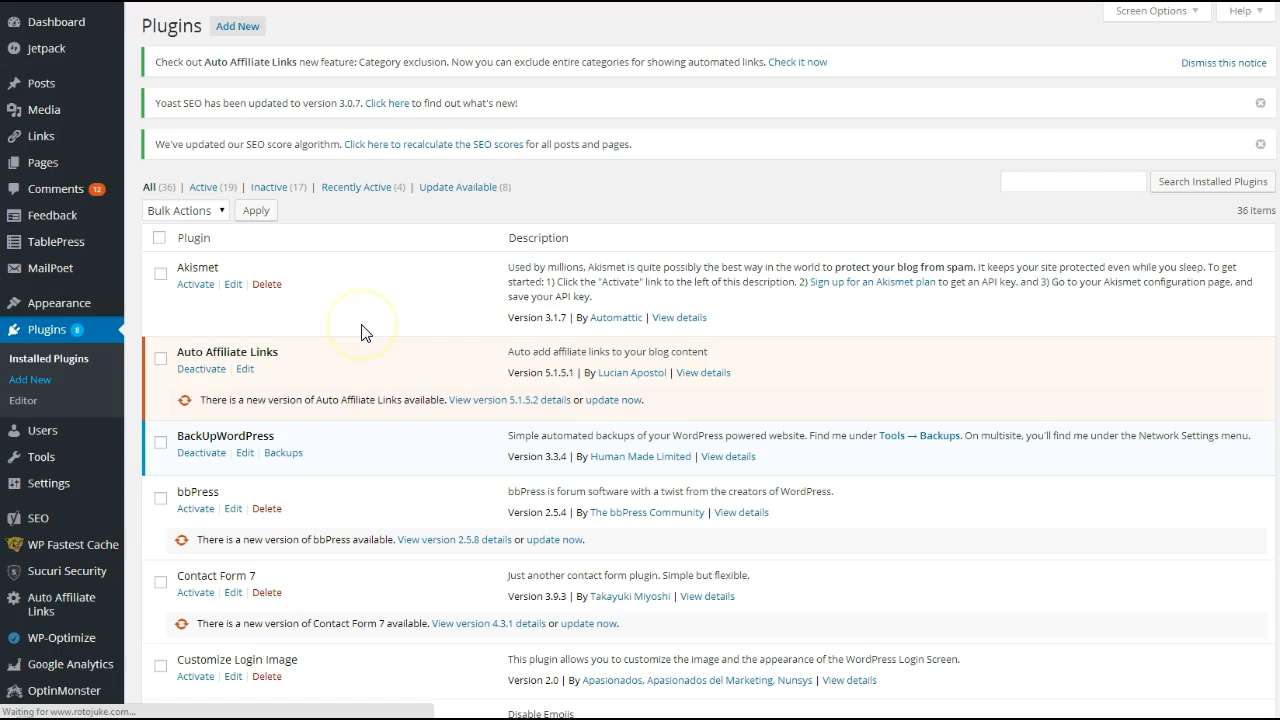 Dashboard
Jetpack
Posts
Media
Links
Pages
Comments 12
Feedback
TablePress
MailPoet
Appearance
Plugins 8
Installed Plugins
Add New
Editor
Users
Tools
Settings
SEO
WP Fastest Cache
Sucuri Security
Auto Affiliate
Links
WP-Optimize
Google Analytics
OptinMonster
Waiting for www.rotojuke.com...
Screen Options Help
Plugins Add New
Check out Auto Affiliate Links new feature: Category exclusion. Now you can exclude entire categories for showing automated links. Check it now Dismiss this notice
Yoast SEO has been updated to version 3.0.7. Click here to find out what's new!
We've updated our SEO score algorithm. Click here to recalculate the SEO scores for all posts and pages.
All (36) | Active (19) | Inactive (17) | Recently Active (4) | Update Available (8)
Search Installed Plugins
Bulk Actions Apply 36 items
Plugin Description
Akismet
Activate | Edit | Delete
Used by millions, Akismet is quite possibly the best way in the world to protect your blog from spam. It keeps your site protected even while you sleep. To get
started: 1) Click the "Activate" link to the left of this description, 2) Sign up for an Akismet plan to get an API key, and 3) Go to your Akismet configuration page, and
save your API key.
Version 3.1.7 | By Automattic | View details
Auto Affiliate Links
Deactivate | Edit
Auto add affiliate links to your blog content
Version 5.1.5.1 | By Lucian Apostol | View details
There is a new version of Auto Affiliate Links available. View version 5.1.5.2 details or update now.
BackUpWordPress
Deactivate | Edit | Backups
Simple automated backups of your WordPress powered website. Find me under Tools → Backups. On multisite, you'll find me under the Network Settings menu.
Version 3.3.4 | By Human Made Limited | View details
bbPress
Activate | Edit | Delete
bbPress is forum software with a twist from the creators of WordPress.
Version 2.5.4 | By The bbPress Community | View details
There is a new version of bbPress available. View version 2.5.8 details or update now.
Contact Form 7
Activate | Edit | Delete
Just another contact form plugin. Simple but flexible.
Version 3.9.3 | By Takayuki Miyoshi | View details
There is a new version of Contact Form 7 available. View version 4.3.1 details or update now.
Customize Login Image
Activate | Edit | Delete
This plugin allows you to customize the image and the appearance of the WordPress Login Screen.
Version 2.0 | By Apasionados, Apasionados del Marketing, Nunsys | View details
Disable Emojis